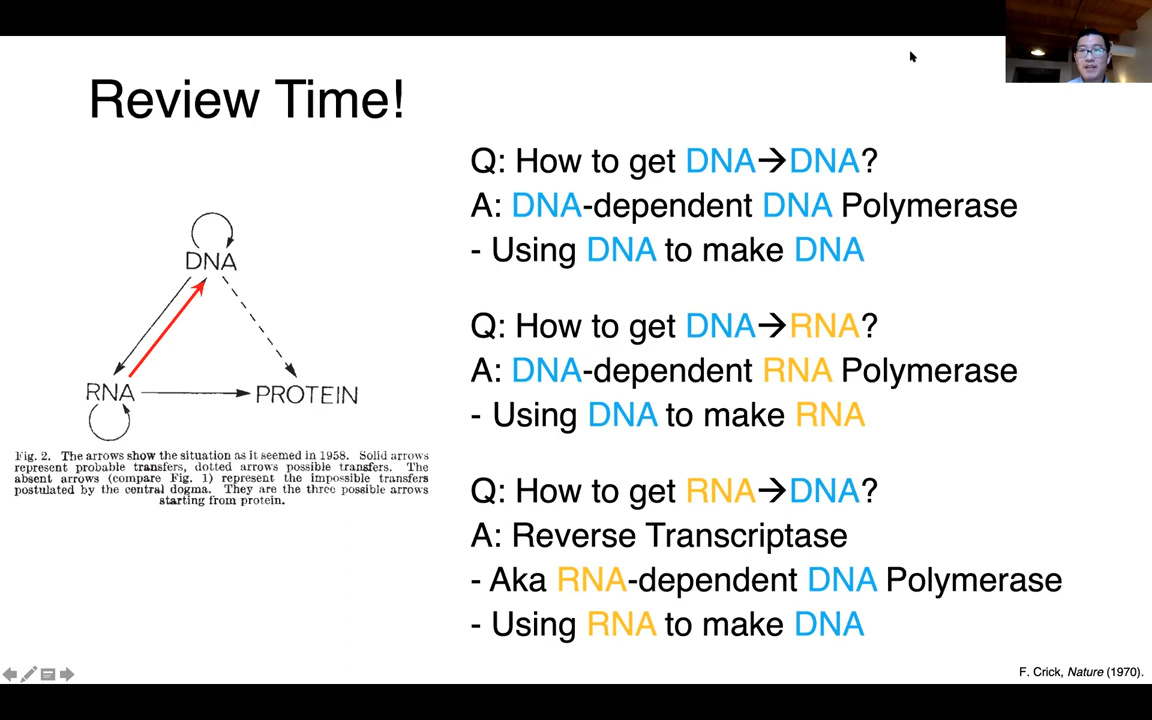 Review Time!
DNA
RNA
PROTEIN
Fig. 2. The arrows show the situation as it seemed in 1958. Solid arrows
represent probable transfers, dotted arrows possible transfers. The
absent arrows (compare Fig. 1) represent the impossible transfers
postulated by the central dogma. They are the three possible arrows
starting from protein.
Q: How to get DNA→DNA?
A: DNA-dependent DNA Polymerase
- Using DNA to make DNA
Q: How to get DNA→RNA?
A: DNA-dependent RNA Polymerase
- Using DNA to make RNA
Q: How to get RNA→DNA?
A: Reverse Transcriptase
- Aka RNA-dependent DNA Polymerase
- Using RNA to make DNA
F. Crick, Nature (1970).